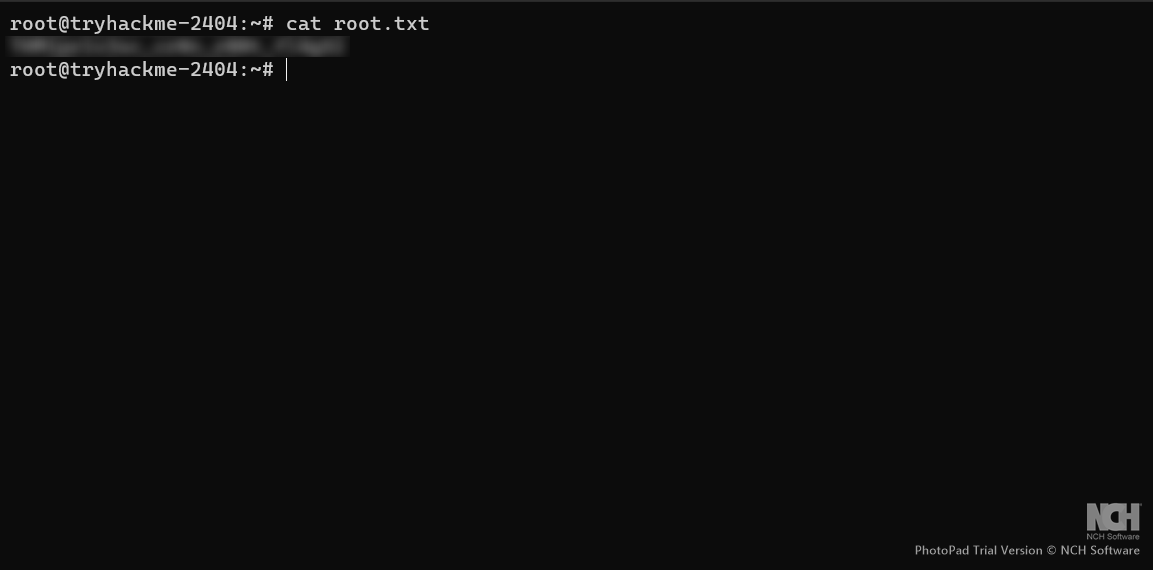 root@tryhackme-2404:~# cat root.txt
root@tryhackme-2404:~#
NCH
NCH Software
PhotoPad Trial Version © NCH Software